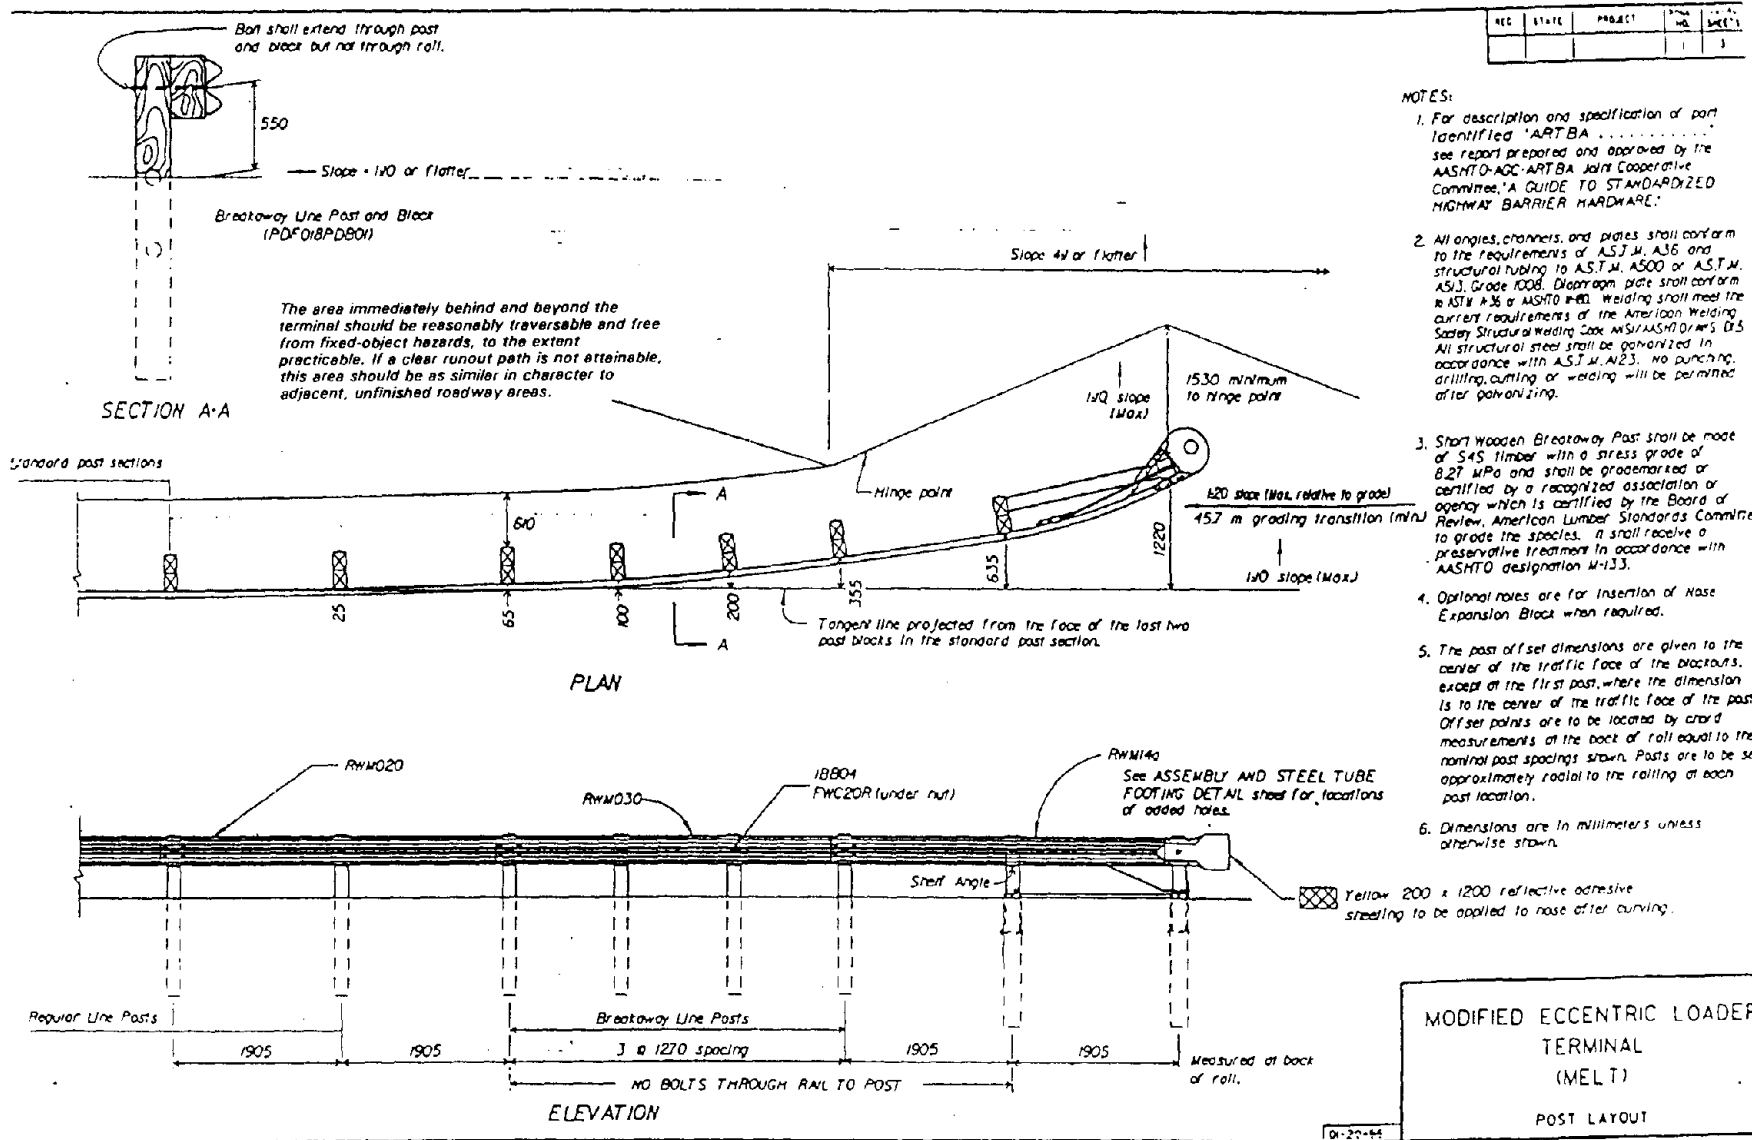 Bolt shall extend through post
and block but not through rail.
550
Slope - 1:10 or flatter
Breakaway Line Post and Block
(PDF01&PDB01)
SECTION A-A
The area immediately behind and beyond the
terminal should be reasonably traversable and free
from fixed-object hazards, to the extent
practicable. If a clear runout path is not attainable,
this area should be as similar in character to
adjacent, unfinished roadway areas.
Slope 4:1 or flatter
REG
STATE
PROJECT
NO.
SHEETS
1
3
Standard post sections
610
A
A
Hinge point
1:10 slope
(Max)
1530 minimum
to hinge point
1:20 slope (Max. relative to grade)
45.7 m grading transition (min.)
1:10 slope (Max.)
25
65
100
200
355
635
1220
Tangent line projected from the face of the last two
post blocks in the standard post section.
PLAN
RWM02a
RWM03a
FBB04
FWC20R (under nut)
RWM14a
See ASSEMBLY AND STEEL TUBE
FOOTING DETAIL sheet for locations
of added holes.
Shelf Angle
Yellow 200 x 1200 reflective adhesive
sheeting to be applied to nose after curving.
Regular Line Posts
Breakaway Line Posts
1905
1905
3 @ 1270 spacing
1905
1905
Measured at back
of rail.
NO BOLTS THROUGH RAIL TO POST
ELEVATION
NOTES:
1. For description and specification of part
identified "ARTBA ..........."
see report prepared and approved by the
AASHTO-AGC-ARTBA Joint Cooperative
Committee, "A GUIDE TO STANDARDIZED
HIGHWAY BARRIER HARDWARE."
2. All angles, channels, and plates shall conform
to the requirements of A.S.T.M. A36 and
structural tubing to A.S.T.M. A500 or A.S.T.M.
A513, Grade 1008. Diaphragm plate shall conform
to ASTM A-36 or AASHTO Welding shall meet the
current requirements of the American Welding
Society Structural Welding Code ANSI/AASHTO/AWS D1.5
All structural steel shall be galvanized in
accordance with A.S.T.M. A123. No punching,
drilling, cutting or welding will be permitted
after galvanizing.
3. Short Wooden Breakaway Post shall be made
of S4S timber with a stress grade of
8.27 MPa and shall be grademarked or
certified by a recognized association or
agency which is certified by the Board of
Review, American Lumber Standards Committe
to grade the species. It shall receive a
preservative treatment in accordance with
AASHTO designation M-133.
4. Optional holes are for insertion of Nose
Expansion Block when required.
5. The post offset dimensions are given to the
center of the traffic face of the blockouts,
except at the first post, where the dimension
is to the center of the traffic face of the post
Offset points are to be located by chord
measurements at the back of rail equal to the
nominal post spacings shown. Posts are to be se
approximately radial to the railing at each
post location.
6. Dimensions are in millimeters unless
otherwise shown.
MODIFIED ECCENTRIC LOADER
TERMINAL
(MELT)
POST LAYOUT